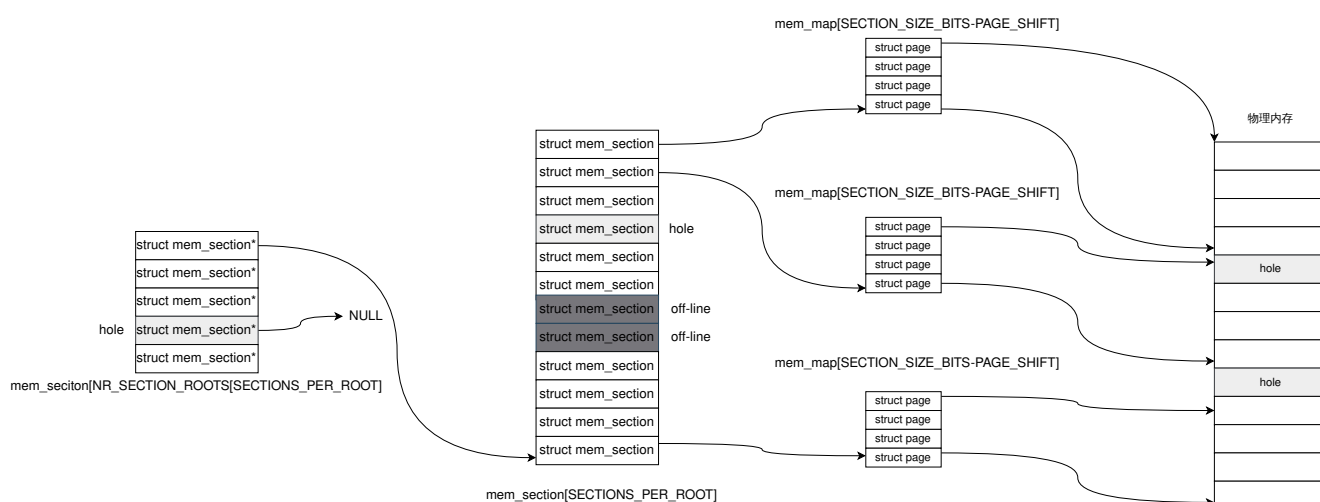 mem_map[SECTION_SIZE_BITS-PAGE_SHIFT]
struct page
struct page
struct page
struct page
物理内存
struct mem_section
struct mem_section
struct mem_section
struct mem_section
hole
struct mem_section
struct mem_section
struct mem_section
off-line
struct mem_section
off-line
struct mem_section
struct mem_section
struct mem_section
struct mem_section
mem_section[SECTIONS_PER_ROOT]
mem_map[SECTION_SIZE_BITS-PAGE_SHIFT]
struct page
struct page
struct page
struct page
struct mem_section*
struct mem_section*
struct mem_section*
hole
struct mem_section*
NULL
struct mem_section*
mem_seciton[NR_SECTION_ROOTS[SECTIONS_PER_ROOT]
mem_map[SECTION_SIZE_BITS-PAGE_SHIFT]
struct page
struct page
struct page
struct page
hole
hole